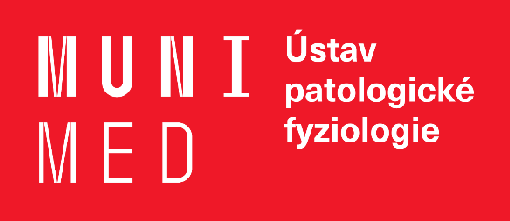 MUNI
MED
Ústav
patologické
fyziologie